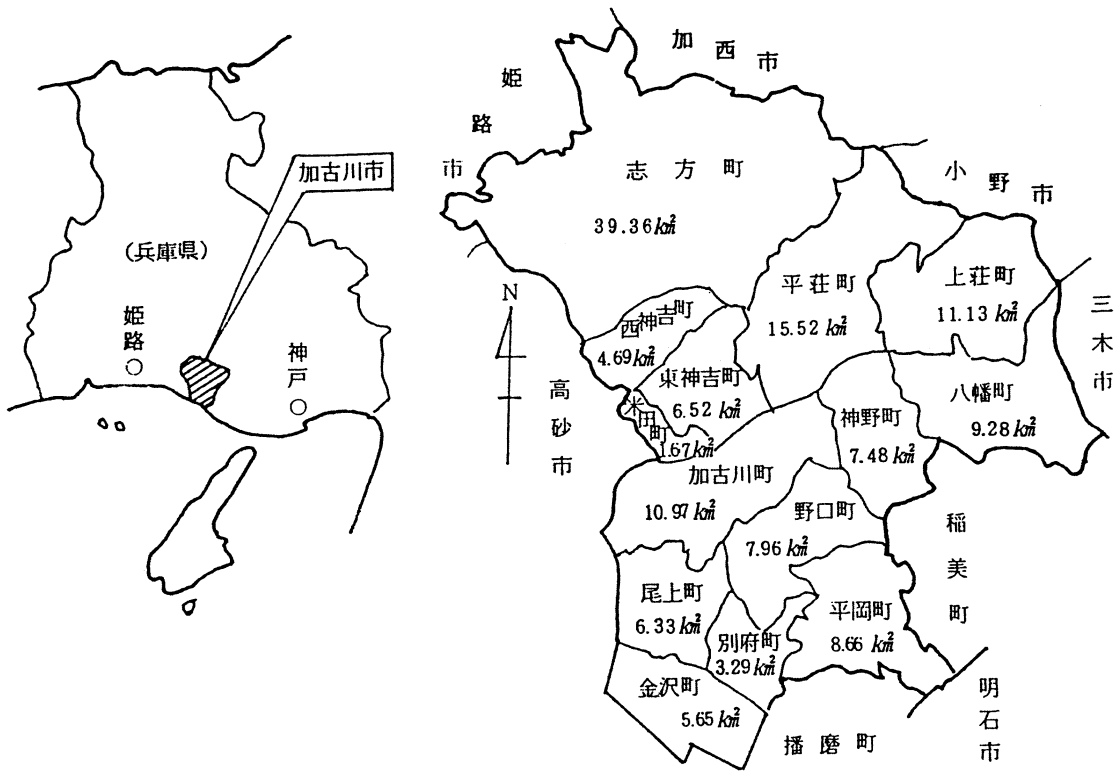 加古川市
(兵庫県)
姫路
神戸
加西市
姫路市
小野市
三木市
稲美町
明石市
播磨町
高砂市
N
志方町
39.36km²
平荘町
15.52km²
上荘町
11.13km²
西神吉町
4.69km²
東神吉町
6.52km²
米田町
1.67km²
八幡町
9.28km²
神野町
7.48km²
加古川町
10.97km²
野口町
7.96km²
尾上町
6.33km²
別府町
3.29km²
平岡町
8.66km²
金沢町
5.65km²